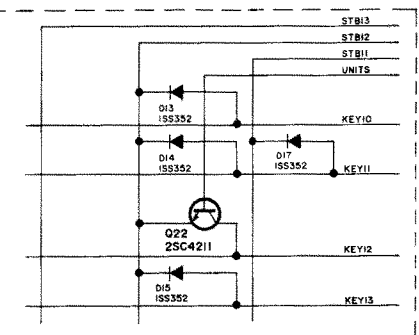 STB13
STB12
STB11
UNITS
D13
1SS352
KEY10
D14
1SS352
D17
1SS352
KEY11
Q22
2SC4211
KEY12
D15
1SS352
KEY13